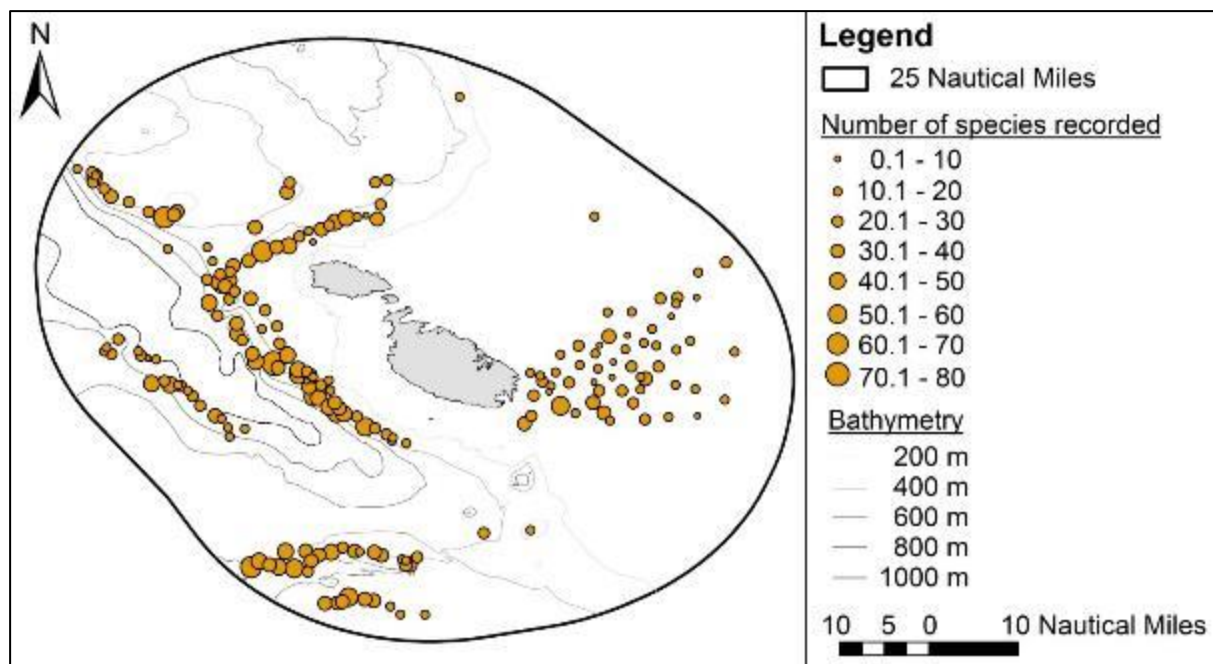 N
Legend
25 Nautical Miles
Number of species recorded
0.1 - 10
10.1 - 20
20.1 - 30
30.1 - 40
40.1 - 50
50.1 - 60
60.1 - 70
70.1 - 80
Bathymetry
200 m
400 m
600 m
800 m
1000 m
10 5 0 10 Nautical Miles